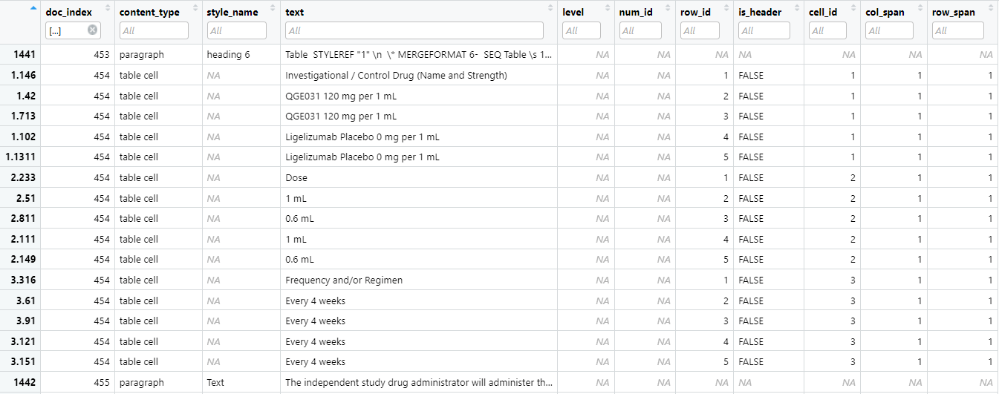 doc_index content_type style_name text level num_id row_id is_header cell_id col_span row_span
[...] All All All All All All All All All All
1441 453 paragraph heading 6 Table STYLEREF "1" \n \* MERGEFORMAT 6- SEQ Table \s 1... NA NA NA NA NA NA NA
1.146 454 table cell NA Investigational / Control Drug (Name and Strength) NA NA 1 FALSE 1 1 1
1.42 454 table cell NA QGE031 120 mg per 1 mL NA NA 2 FALSE 1 1 1
1.713 454 table cell NA QGE031 120 mg per 1 mL NA NA 3 FALSE 1 1 1
1.102 454 table cell NA Ligelizumab Placebo 0 mg per 1 mL NA NA 4 FALSE 1 1 1
1.1311 454 table cell NA Ligelizumab Placebo 0 mg per 1 mL NA NA 5 FALSE 1 1 1
2.233 454 table cell NA Dose NA NA 1 FALSE 2 1 1
2.51 454 table cell NA 1 mL NA NA 2 FALSE 2 1 1
2.811 454 table cell NA 0.6 mL NA NA 3 FALSE 2 1 1
2.111 454 table cell NA 1 mL NA NA 4 FALSE 2 1 1
2.149 454 table cell NA 0.6 mL NA NA 5 FALSE 2 1 1
3.316 454 table cell NA Frequency and/or Regimen NA NA 1 FALSE 3 1 1
3.61 454 table cell NA Every 4 weeks NA NA 2 FALSE 3 1 1
3.91 454 table cell NA Every 4 weeks NA NA 3 FALSE 3 1 1
3.121 454 table cell NA Every 4 weeks NA NA 4 FALSE 3 1 1
3.151 454 table cell NA Every 4 weeks NA NA 5 FALSE 3 1 1
1442 455 paragraph Text The independent study drug administrator will administer th... NA NA NA NA NA NA NA